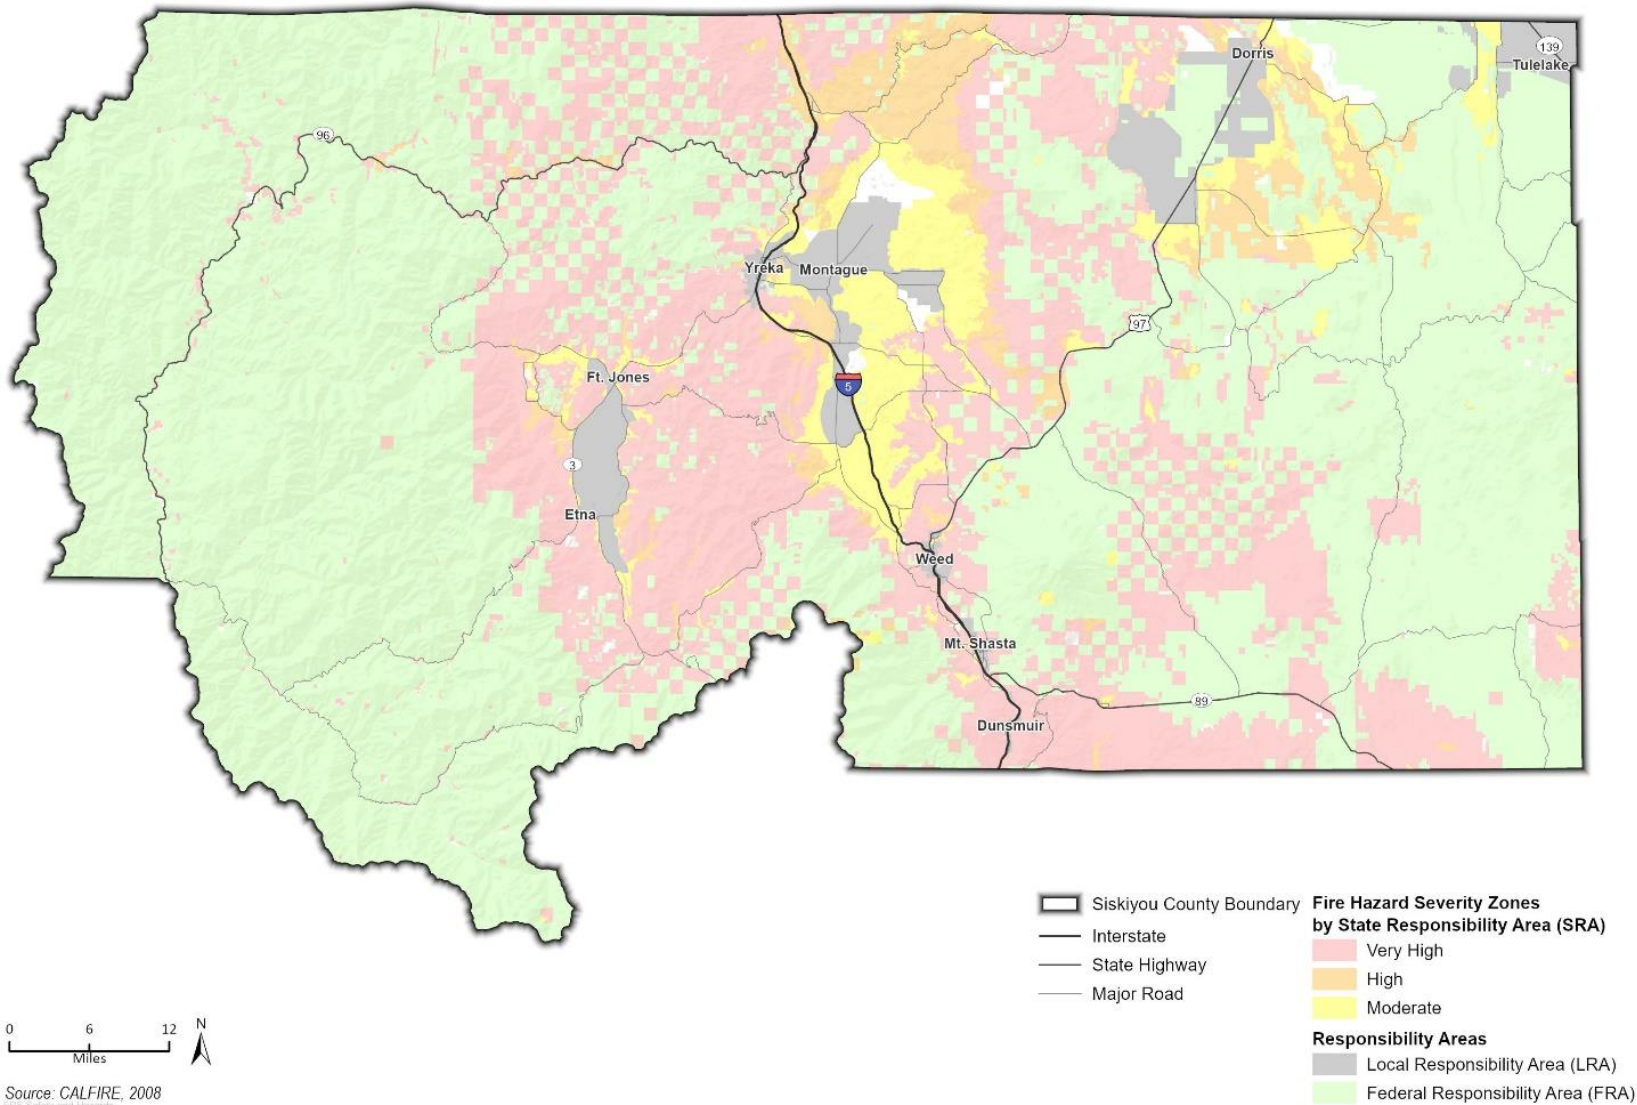 Dorris
139
Tulelake
96
Yreka
Montague
97
Ft. Jones
5
3
Etna
Weed
Mt. Shasta
89
Dunsmuir
Siskiyou County Boundary
Interstate
State Highway
Major Road
Fire Hazard Severity Zones
by State Responsibility Area (SRA)
Very High
High
Moderate
Responsibility Areas
Local Responsibility Area (LRA)
Federal Responsibility Area (FRA)
0 6 12
Miles
N
Source: CALFIRE, 2008